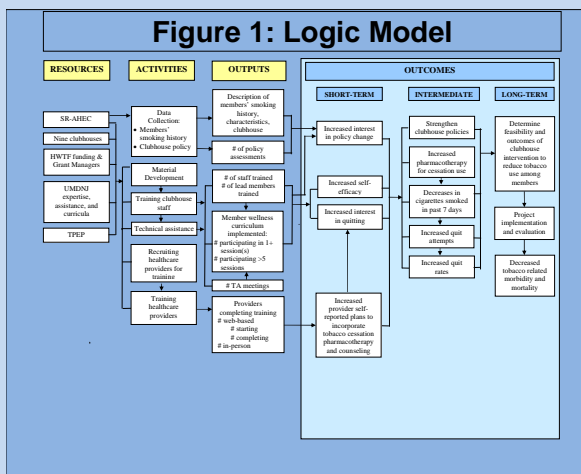 Figure 1: Logic Model
RESOURCES
ACTIVITIES
OUTPUTS
OUTCOMES
SHORT-TERM
INTERMEDIATE
LONG-TERM
SR-AHEC
Nine clubhouses
HWTF funding &
Grant Managers
UMDNJ
expertise,
assistance, and
curricula
TPEP
Data
Collection:
• Members'
smoking history
• Clubhouse policy
Material
Development
Training clubhouse
staff
Technical assistance
Recruiting
healthcare
providers for
training
Training
healthcare
providers
Description of
members' smoking
history,
characteristics,
clubhouse
# of policy
assessments
# of staff trained
# of lead members
trained
Member wellness
curriculum
implemented:
# participating in 1+
session(s)
# participating >5
sessions
# TA meetings
Providers
completing training
# web-based
# starting
# completing
# in-person
Increased interest
in policy change
Increased self-
efficacy
Increased interest
in quitting
Increased
provider self-
reported plans to
incorporate
tobacco cessation
pharmacotherapy
and counseling
Strengthen
clubhouse policies
Increased
pharmacotherapy
for cessation use
Decreases in
cigarettes smoked
in past 7 days
Increased quit
attempts
Increased quit
rates
Determine
feasibility and
outcomes of
clubhouse
intervention to
reduce tobacco
use among
members
Project
implementation
and evaluation
Decreased
tobacco related
morbidity and
mortality